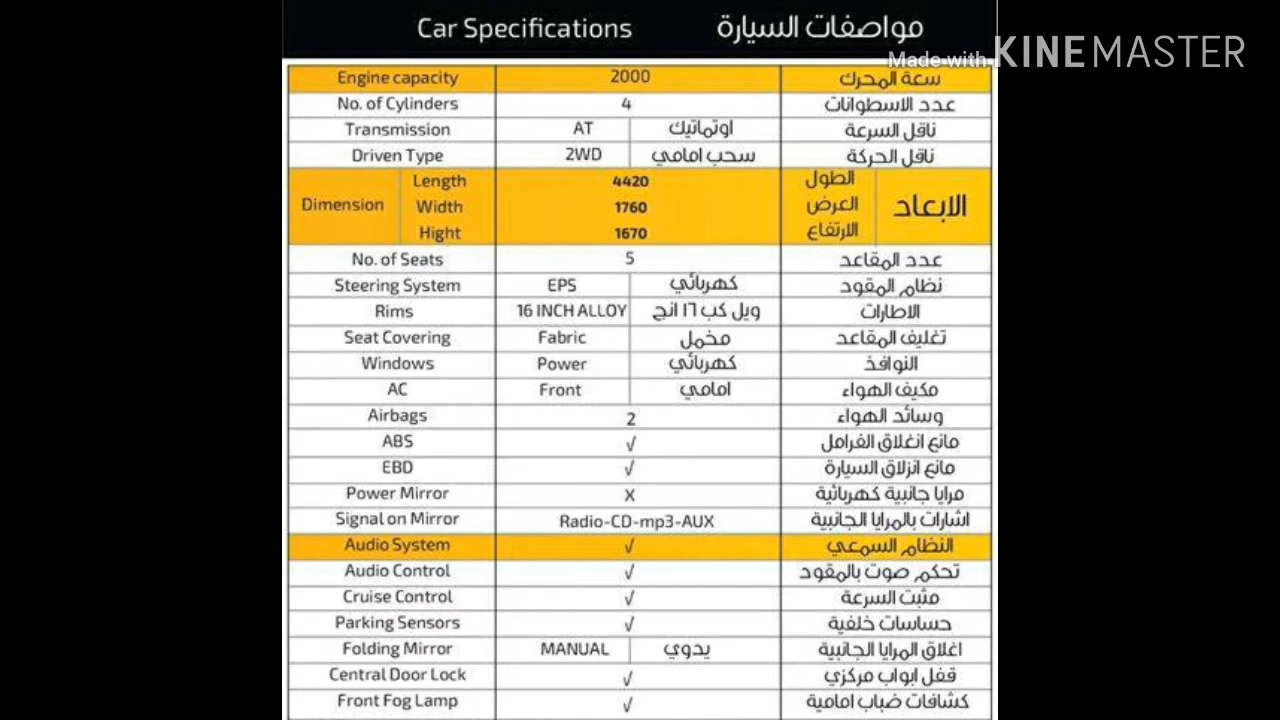 Car Specifications مواصفات السيارة
Made with KINEMASTER
Engine capacity 2000 سعة المحرك
No. of Cylinders 4 عدد الاسطوانات
Transmission AT اوتماتيك ناقل السرعة
Driven Type 2WD سحب امامي ناقل الحركة
Length 4420 الطول
Dimension Width 1760 العرض الابعاد
Hight 1670 الارتفاع
No. of Seats 5 عدد المقاعد
Steering System EPS كهربائي نظام المقود
Rims 16 INCH ALLOY ويل كب ١٦ انج الاطارات
Seat Covering Fabric مخمل تغليف المقاعد
Windows Power كهربائي النوافذ
AC Front امامي مكيف الهواء
Airbags 2 وسائد الهواء
ABS √ مانع انغلاق الفرامل
EBD √ مانع انزلاق السيارة
Power Mirror X مرايا جانبية كهربائية
Signal on Mirror Radio-CD-mp3-AUX اشارات بالمرايا الجانبية
Audio System √ النظام السمعي
Audio Control √ تحكم صوت بالمقود
Cruise Control √ مثبت السرعة
Parking Sensors √ حساسات خلفية
Folding Mirror MANUAL يدوي اغلاق المرايا الجانبية
Central Door Lock √ قفل ابواب مركزي
Front Fog Lamp √ كشافات ضباب امامية